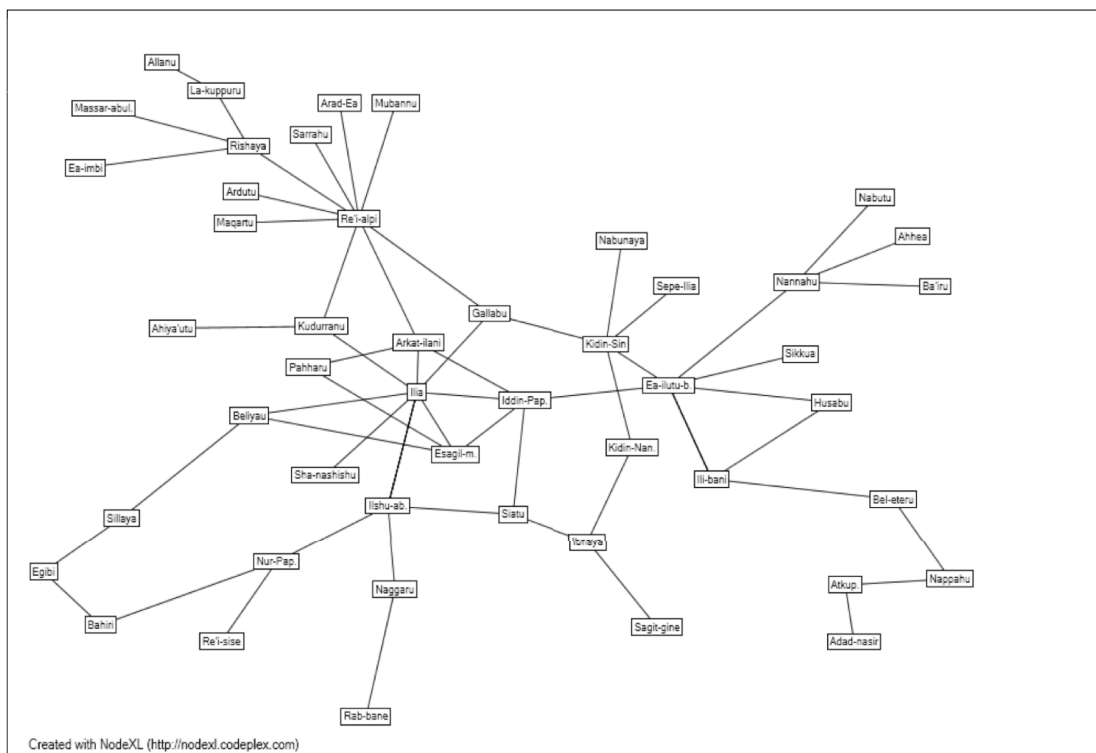 Allanu
La-kuppuru
Massar-abul.
Arad-Ea
Mubannu
Sarrahu
Rishaya
Ea-imbi
Ardutu
Maqartu
Re'i-alpi
Nabutu
Nabunaya
Ahhea
Sepe-Ilia
Nannahu
Ba'iru
Gallabu
Ahiya'utu
Kudurranu
Arkat-ilani
Kidin-Sin
Sikkua
Pahharu
Ilia
Iddin-Pap.
Ea-ilutu-b.
Husabu
Beliyau
Esagil-m.
Kidin-Nan.
Sha-nashishu
Ili-bani
Bel-eteru
Ilshu-ab.
Siatu
Sillaya
Nur-Pap.
Egibi
Naggaru
Nappahu
Atkup.
Bahiri
Re'i-sise
Sagit-gine
Adad-nasir
Rab-bane
Created with NodeXL (http://nodexl.codeplex.com)